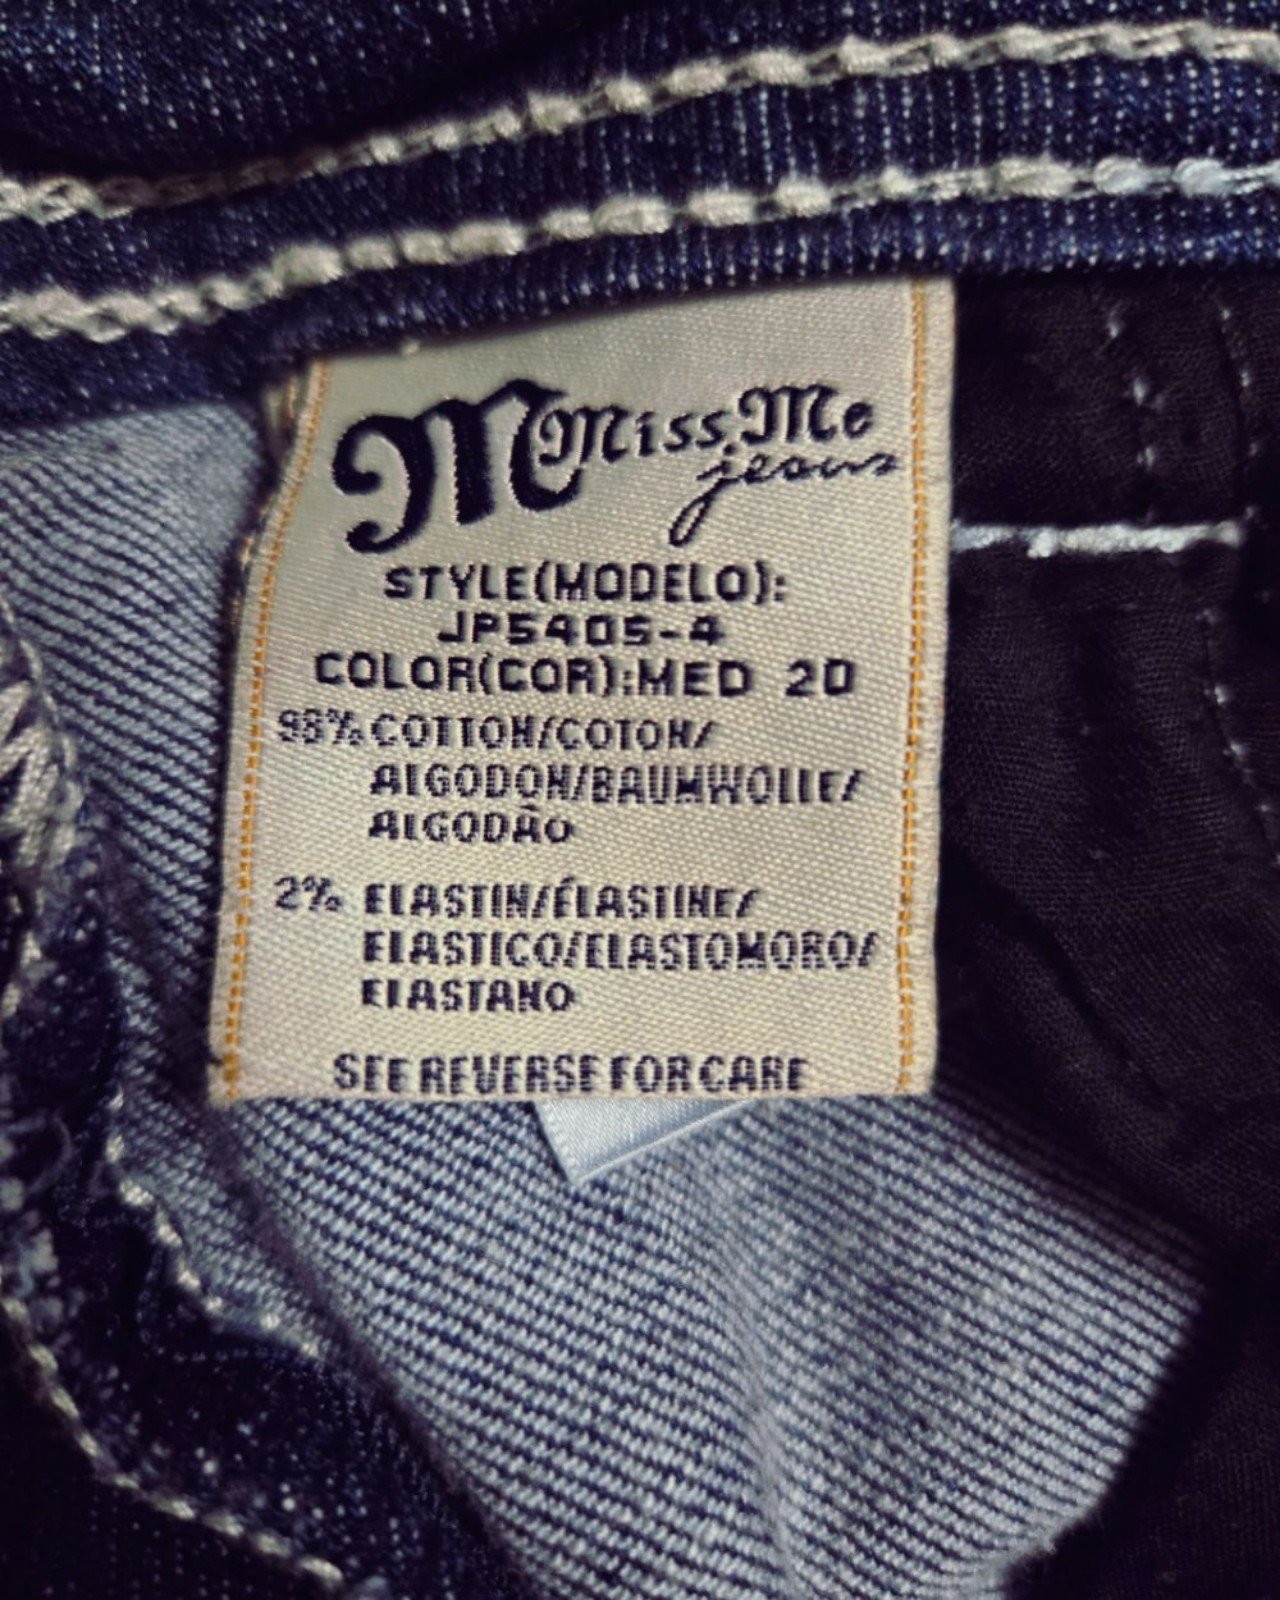 M Miss Me
jeans
STYLE(MODELO):
JP5405-4
COLOR(COR):MED 20
98% COTTON/COTON/
ALGODON/BAUMWOLLE/
ALGODÃO
2% ELASTIN/ÉLASTINE/
ELASTICO/ELASTOMORO/
ELASTANO
SEE REVERSE FOR CARE